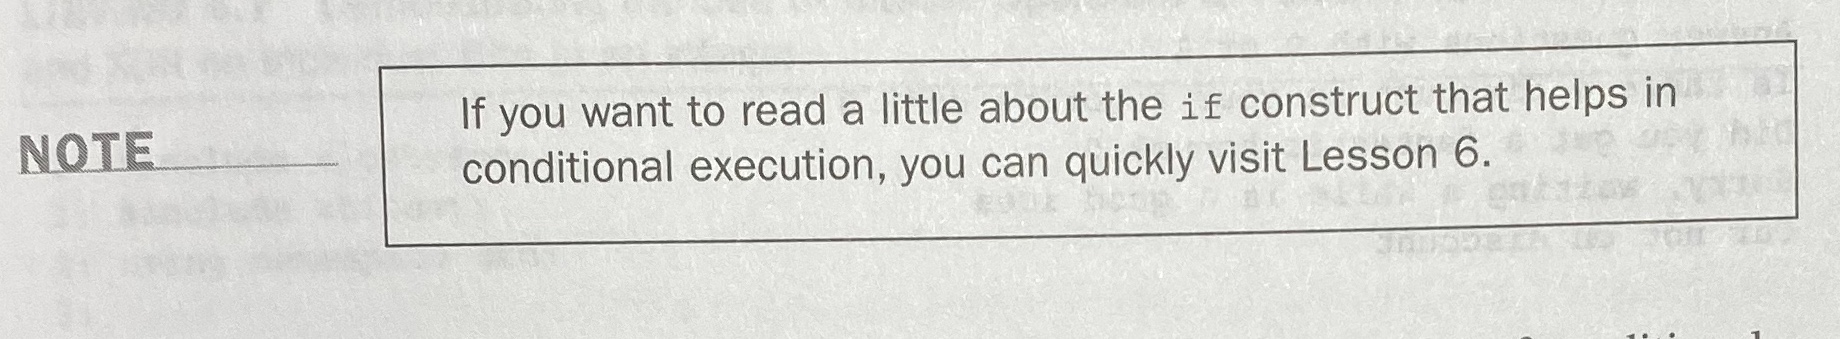 NOTE
If you want to read a little about the if construct that helps in
conditional execution, you can quickly visit Lesson 6.